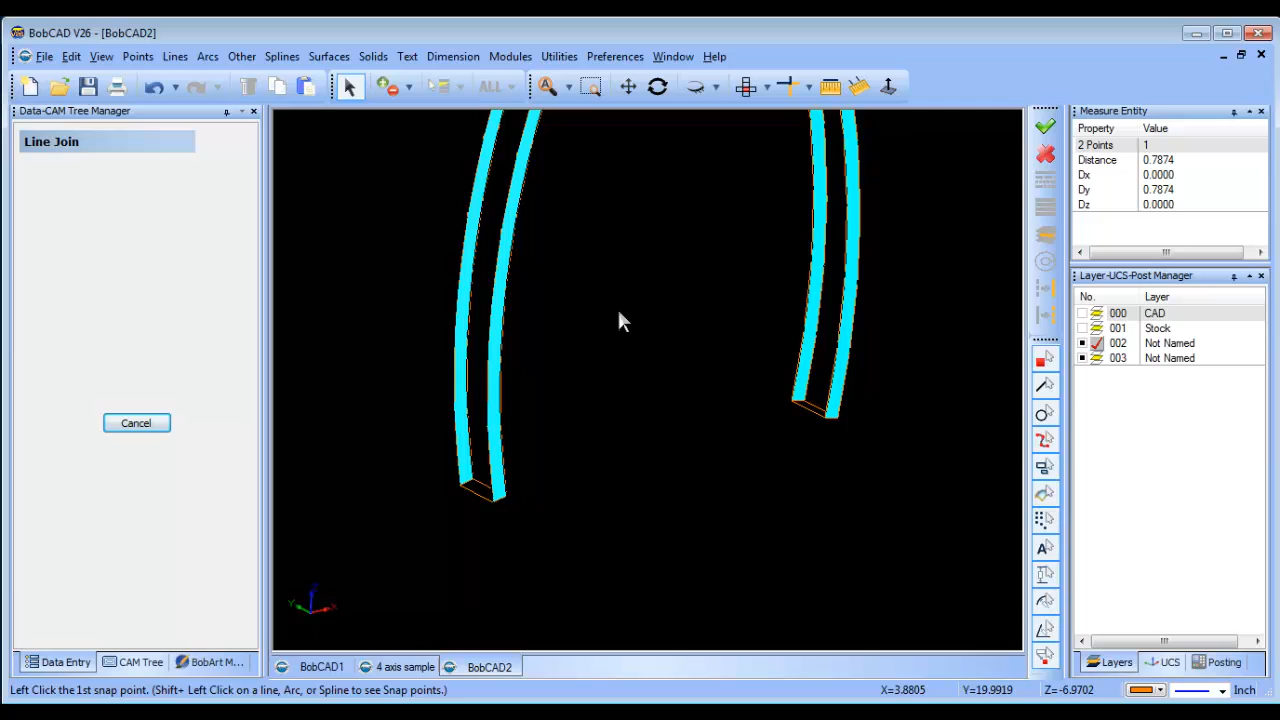 BobCAD V26 - [BobCAD2]
File Edit View Points Lines Arcs Other Splines Surfaces Solids Text Dimension Modules Utilities Preferences Window Help
ALL
Data-CAM Tree Manager
Line Join
Cancel
Data Entry CAM Tree BobArt M...
Y X
BobCAD1 4 axis sample BobCAD2
A
Measure Entity
Property Value
2 Points 1
Distance 0.7874
Dx 0.0000
Dy 0.7874
Dz 0.0000
Layer-UCS-Post Manager
No. Layer
000 CAD
001 Stock
002 Not Named
003 Not Named
Layers UCS Posting
Left Click the 1st snap point. (Shift+ Left Click on a line, Arc, or Spline to see Snap points.) X=3.8805 Y=19.9919 Z=-6.9702 Inch